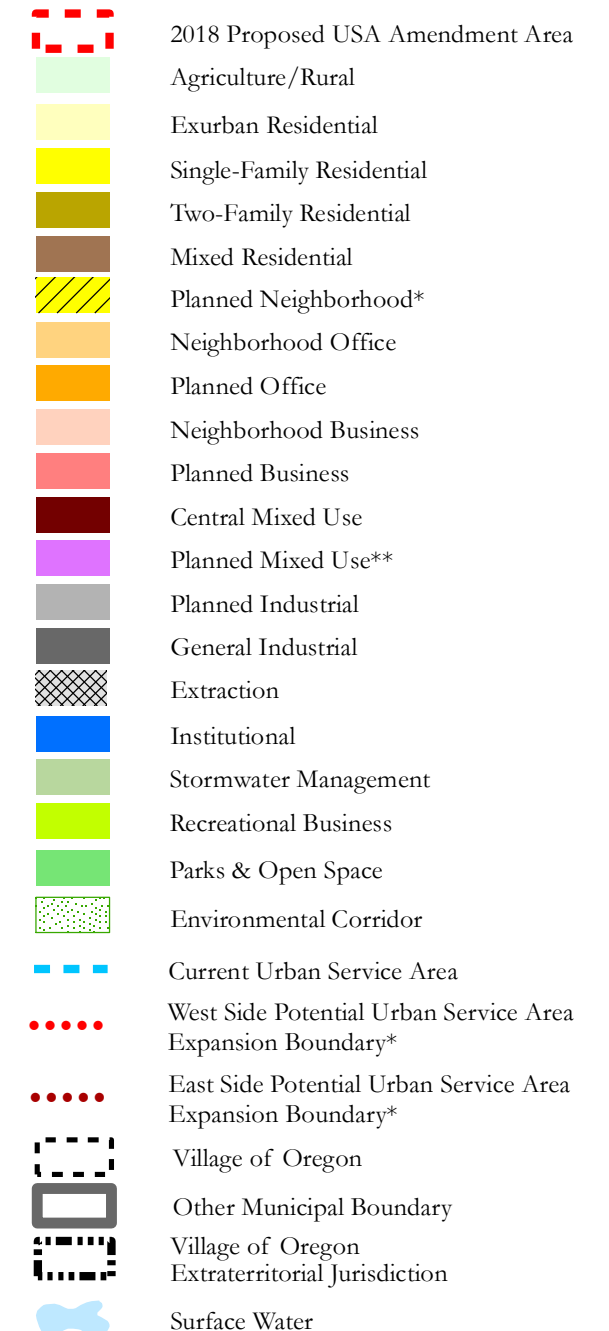 2018 Proposed USA Amendment Area
Agriculture/Rural
Exurban Residential
Single-Family Residential
Two-Family Residential
Mixed Residential
Planned Neighborhood*
Neighborhood Office
Planned Office
Neighborhood Business
Planned Business
Central Mixed Use
Planned Mixed Use**
Planned Industrial
General Industrial
Extraction
Institutional
Stormwater Management
Recreational Business
Parks & Open Space
Environmental Corridor
Current Urban Service Area
West Side Potential Urban Service Area
Expansion Boundary*
East Side Potential Urban Service Area
Expansion Boundary*
Village of Oregon
Other Municipal Boundary
Village of Oregon
Extraterritorial Jurisdiction
Surface Water